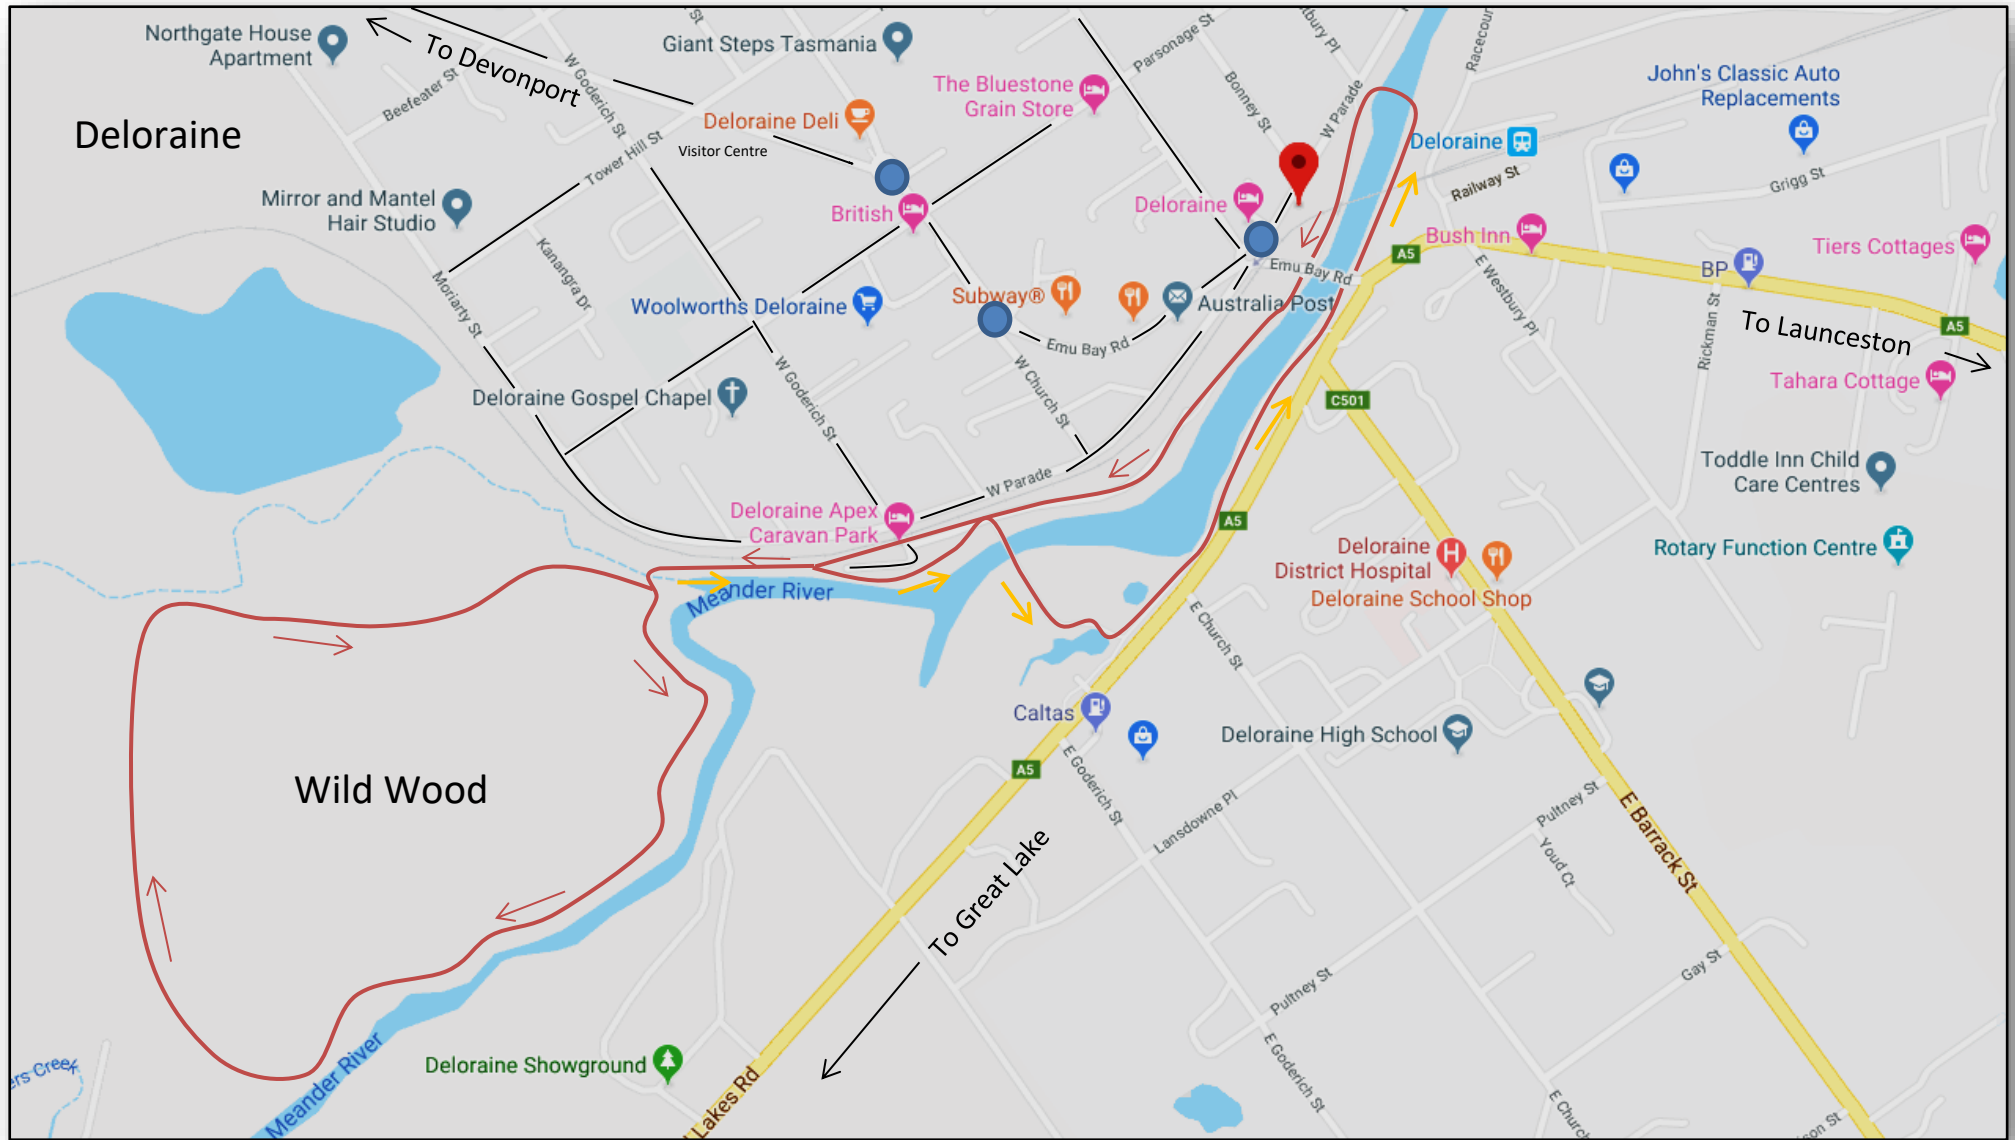 Northgate House
Apartment
To Devonport
Beefeater St
W Goderich St
St
Giant Steps Tasmania
The Bluestone
Grain Store
Parsonage St
Bonney St
W Parade
John's Classic Auto
Replacements
Deloraine
Deloraine Deli
Visitor Centre
Tower Hill St
Deloraine
Railway St
Grigg St
Mirror and Mantel
Hair Studio
British
Deloraine
Bush Inn
Tiers Cottages
Kanangra Dr
Moriarty St
Woolworths Deloraine
Subway®
Emu Bay Rd
Australia Post
A5
E Westbury Pl
BP
Rickman St
To Launceston
A5
Emu Bay Rd
W Church St
W Goderich St
Deloraine Gospel Chapel
C501
Tahara Cottage
Toddle Inn Child
Care Centres
W Parade
Deloraine Apex
Caravan Park
A5
Deloraine
District Hospital
Deloraine School Shop
Rotary Function Centre
Meander River
E Church St
Caltas
Deloraine High School
Wild Wood
A5
E Goderich St
Lansdowne Pl
Pultney St
Youd Ct
E Barrack St
To Great Lake
Pultney St
Gay St
Deloraine Showground
Meander River
Lakes Rd
E Goderich St
E Church